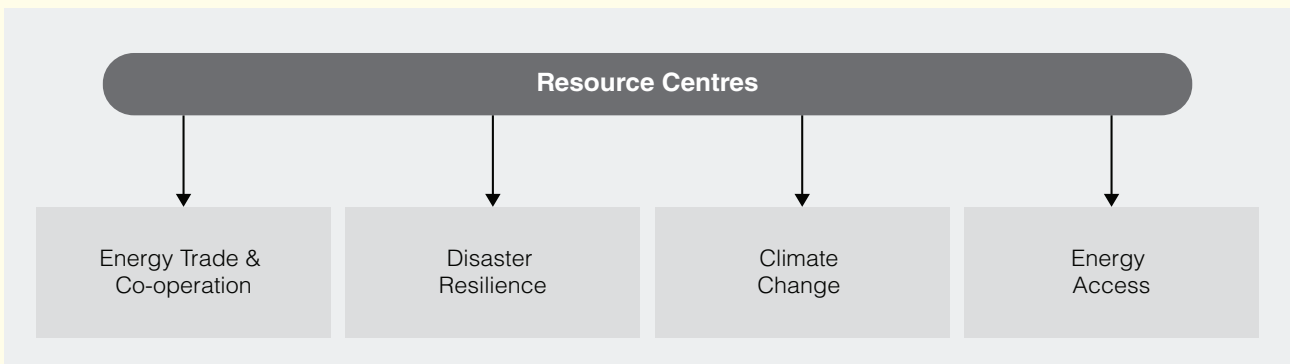 Resource Centres
Energy Trade &
Co-operation
Disaster
Resilience
Climate
Change
Energy
Access